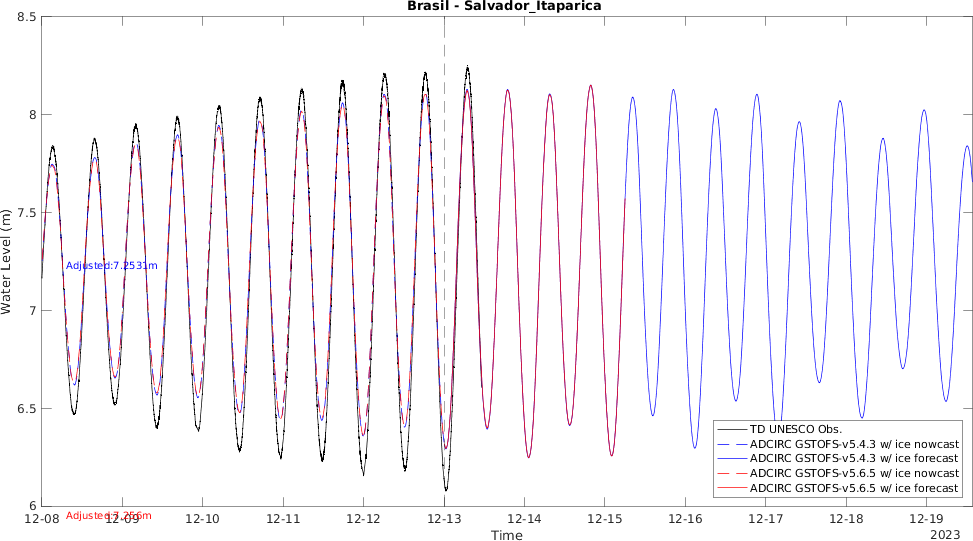 Brasil - Salvador_Itaparica
8.5
8
7.5
7
6.5
6
Water Level (m)
Adjusted:7.2531m
Adjusted:7.256m
TD UNESCO Obs.
ADCIRC GSTOFS-v5.4.3 w/ ice nowcast
ADCIRC GSTOFS-v5.4.3 w/ ice forecast
ADCIRC GSTOFS-v5.6.5 w/ ice nowcast
ADCIRC GSTOFS-v5.6.5 w/ ice forecast
12-08 12-09 12-10 12-11 12-12 12-13 12-14 12-15 12-16 12-17 12-18 12-19
Time
2023